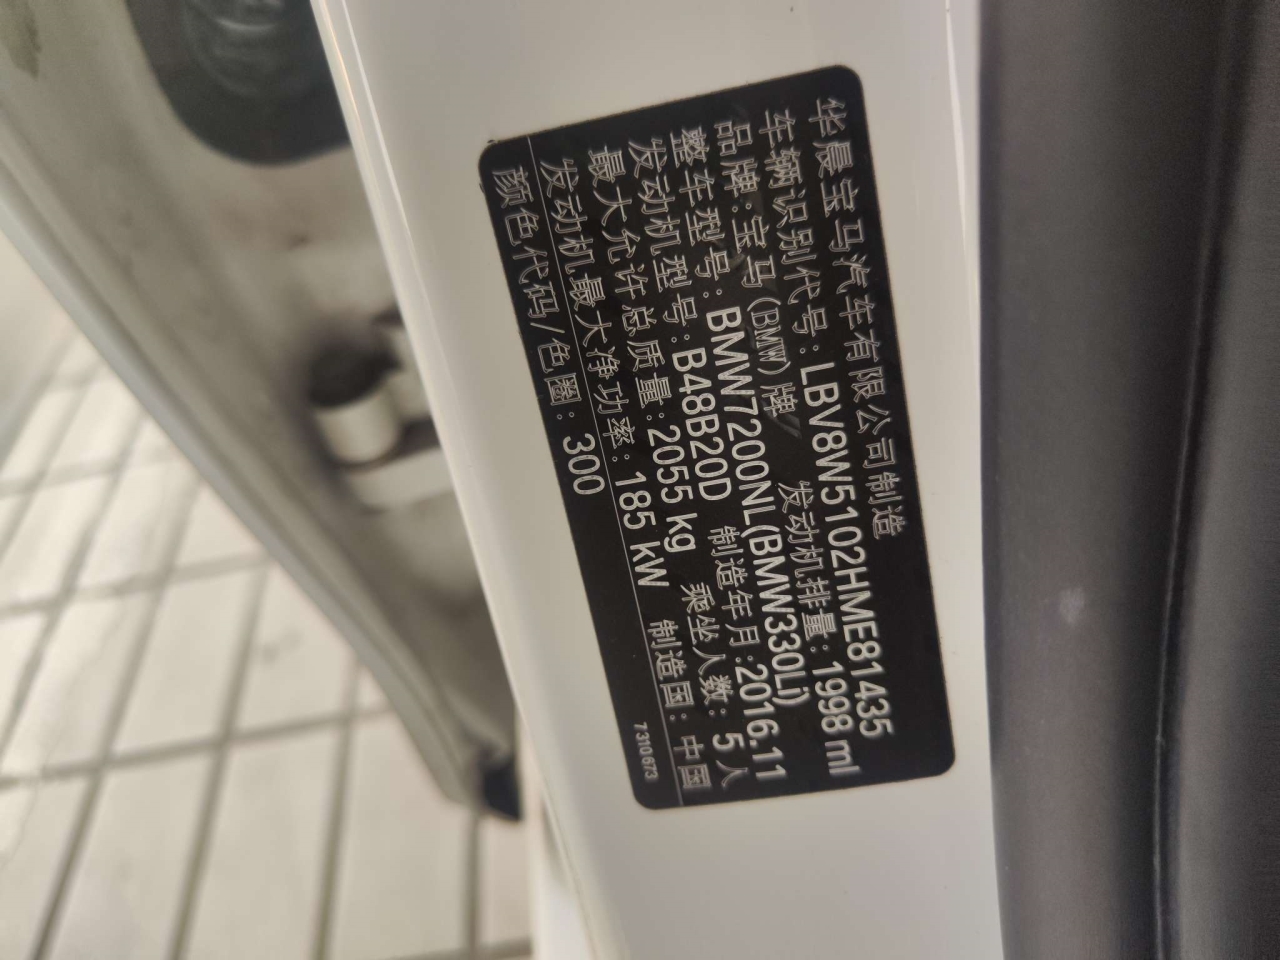 华晨宝马汽车有限公司制造
车辆识别代号:LBV8W5102HME81435
品牌:宝马(BMW)牌 发动机排量:1998 ml
整车型号:BMW7200NL(BMW330Li)
发动机型号:B48B20D 制造年月:2016.11
最大允许总质量:2055 kg 乘坐人数:5人
发动机最大净功率:185 kW 制造国:中国
颜色代码/色圈:300
7310673